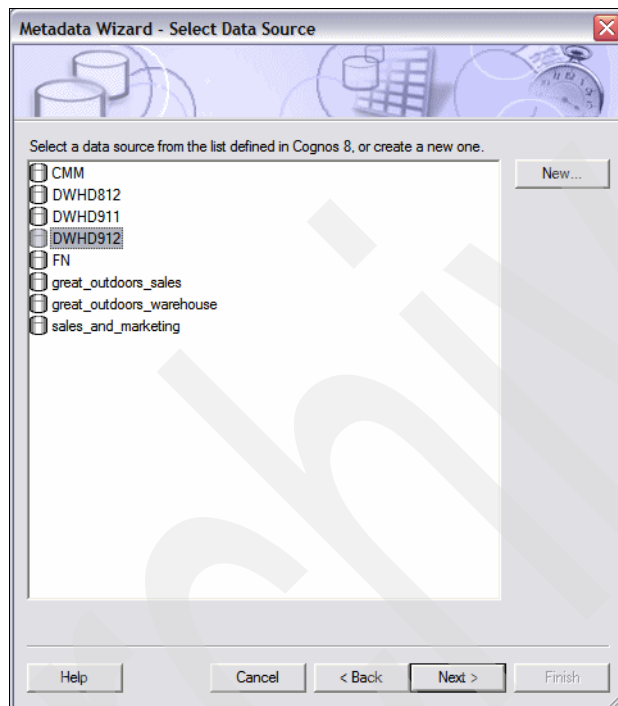 Metadata Wizard - Select Data Source
Select a data source from the list defined in Cognos 8, or create a new one.
CMM
New...
DWHD812
DWHD911
DWHD912
FN
great_outdoors_sales
great_outdoors_warehouse
sales_and_marketing
Help Cancel < Back Next > Finish